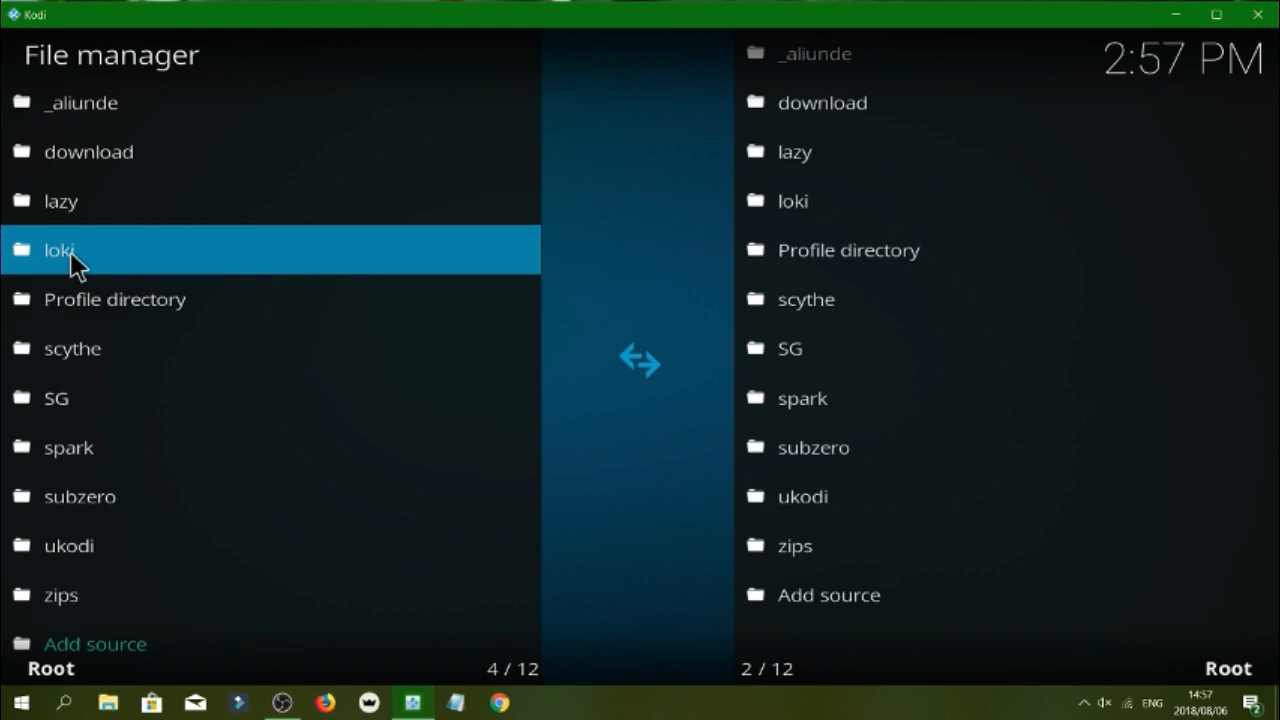 Kodi
File manager
_aliunde
download
lazy
loki
Profile directory
scythe
SG
spark
subzero
ukodi
zips
Add source
Root
4 / 12
_aliunde
2:57 PM
download
lazy
loki
Profile directory
scythe
SG
spark
subzero
ukodi
zips
Add source
2 / 12
Root
ENG
14:57
2018/08/06
2